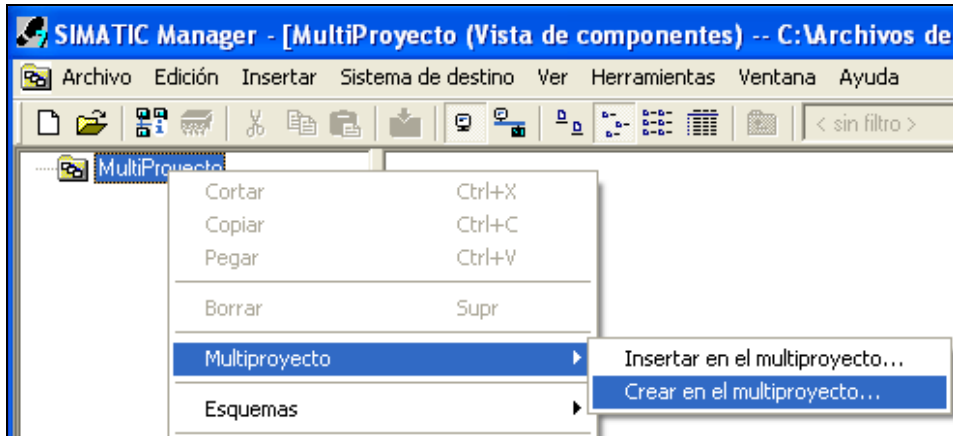 SIMATIC Manager - [MultiProyecto (Vista de componentes) -- C:\Archivos de
Archivo Edición Insertar Sistema de destino Ver Herramientas Ventana Ayuda
< sin filtro >
MultiProyecto
Cortar Ctrl+X
Copiar Ctrl+C
Pegar Ctrl+V
Borrar Supr
Multiproyecto
Insertar en el multiproyecto...
Crear en el multiproyecto...
Esquemas